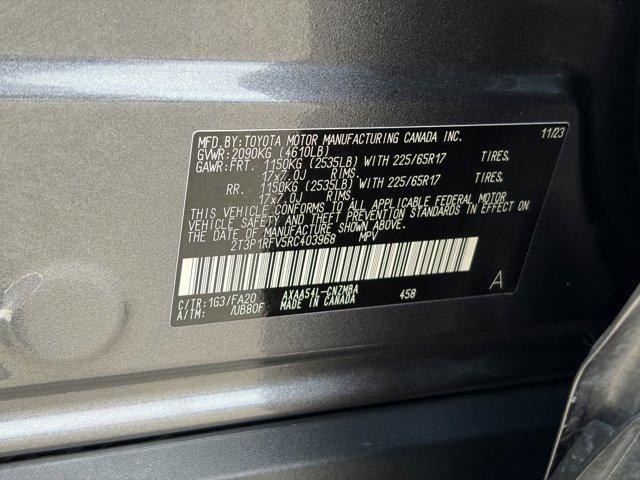 MFD.BY:TOYOTA MOTOR MANUFACTURING CANADA INC. 11/23
GVWR:2090KG (4610LB)
GAWR:FRT. 1150KG (2535LB) WITH 225/65R17 TIRES,
17x7.0J RIMS.
RR. 1150KG (2535LB) WITH 225/65R17 TIRES,
17x7.0J RIMS.
THIS VEHICLE CONFORMS TO ALL APPLICABLE FEDERAL MOTOR
VEHICLE SAFETY AND THEFT PREVENTION STANDARDS IN EFFECT ON
THE DATE OF MANUFACTURE SHOWN ABOVE.
2T3P1RFV5RC403968 MPV
C/TR:1G3/FA20 AXAA54L-CNZMBA 458 A
A/TM: /UB80F MADE IN CANADA